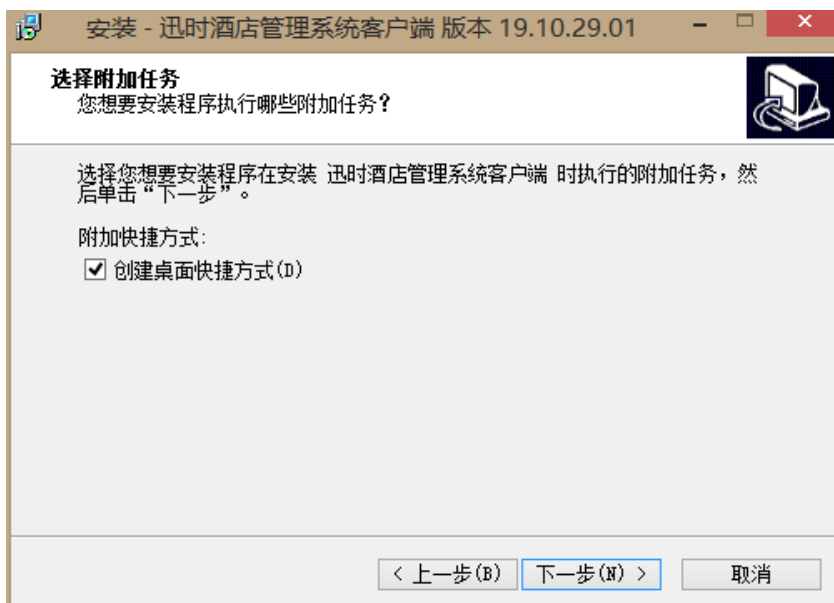 安装 - 迅时酒店管理系统客户端 版本 19.10.29.01
选择附加任务
您想要安装程序执行哪些附加任务?
选择您想要安装程序在安装 迅时酒店管理系统客户端 时执行的附加任务，然
后单击“下一步”。
附加快捷方式:
创建桌面快捷方式(D)
< 上一步(B) 下一步(N) > 取消